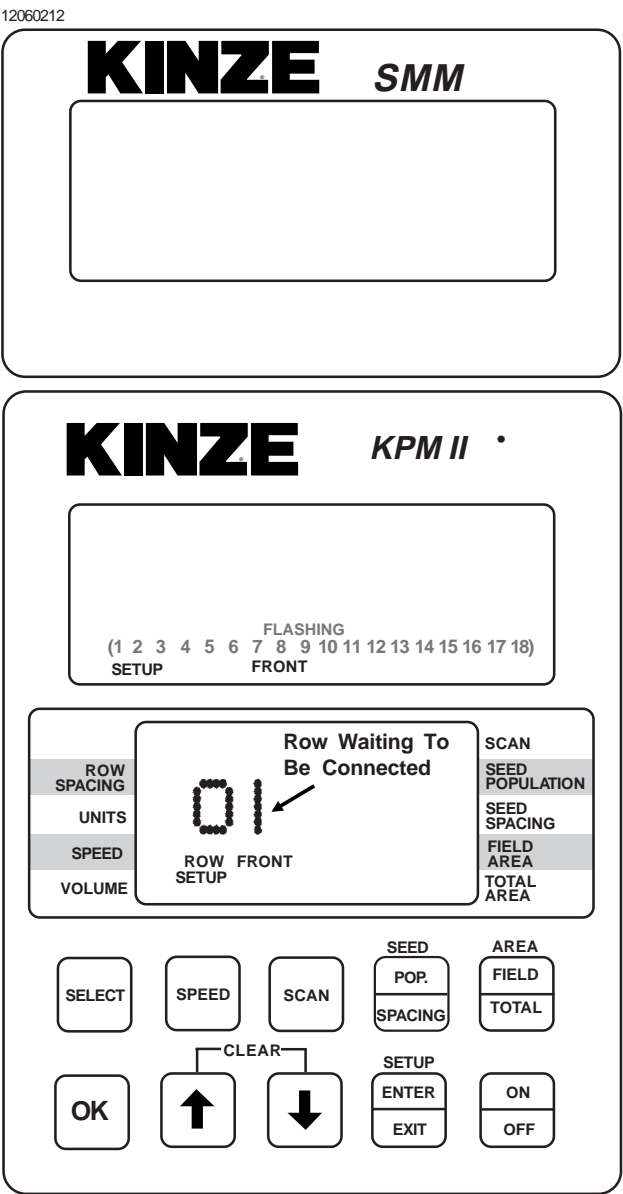 12060212
KINZE SMM
KINZE KPM II
FLASHING
(1 2 3 4 5 6 7 8 9 10 11 12 13 14 15 16 17 18)
SETUP FRONT
Row Waiting To
Be Connected
ROW
SPACING
UNITS
SPEED
VOLUME
01
ROW FRONT
SETUP
SCAN
SEED
POPULATION
SEED
SPACING
FIELD
AREA
TOTAL
AREA
SELECT
SPEED
SCAN
SEED
POP.
SPACING
AREA
FIELD
TOTAL
CLEAR
OK
SETUP
ENTER
EXIT
ON
OFF